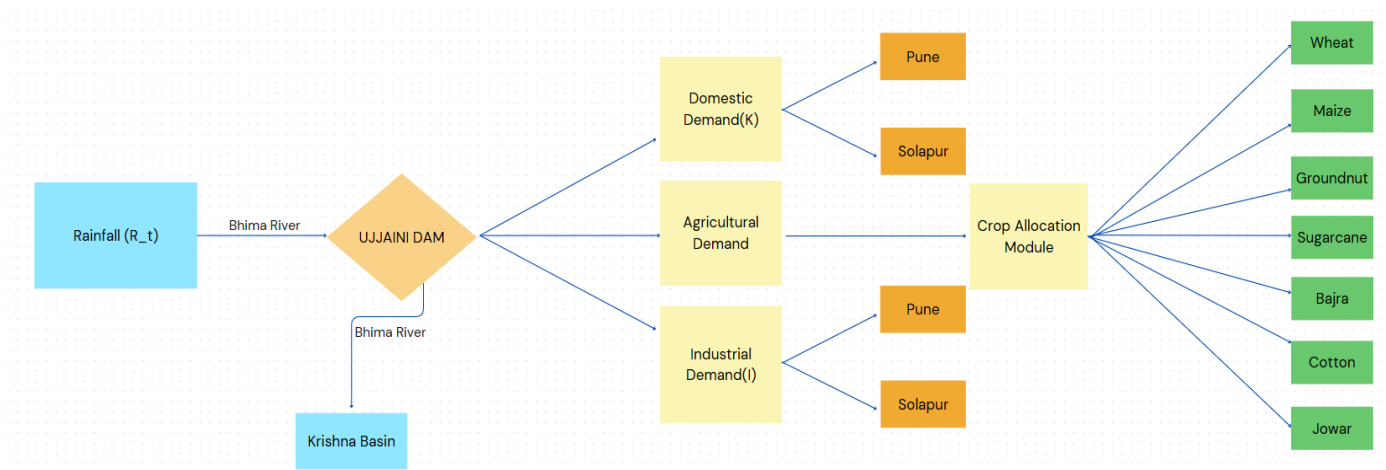 Rainfall (R_t)
Bhima River
UJJAINI DAM
Bhima River
Krishna Basin
Domestic
Demand(K)
Agricultural
Demand
Industrial
Demand(I)
Pune
Solapur
Pune
Solapur
Crop Allocation
Module
Wheat
Maize
Groundnut
Sugarcane
Bajra
Cotton
Jowar